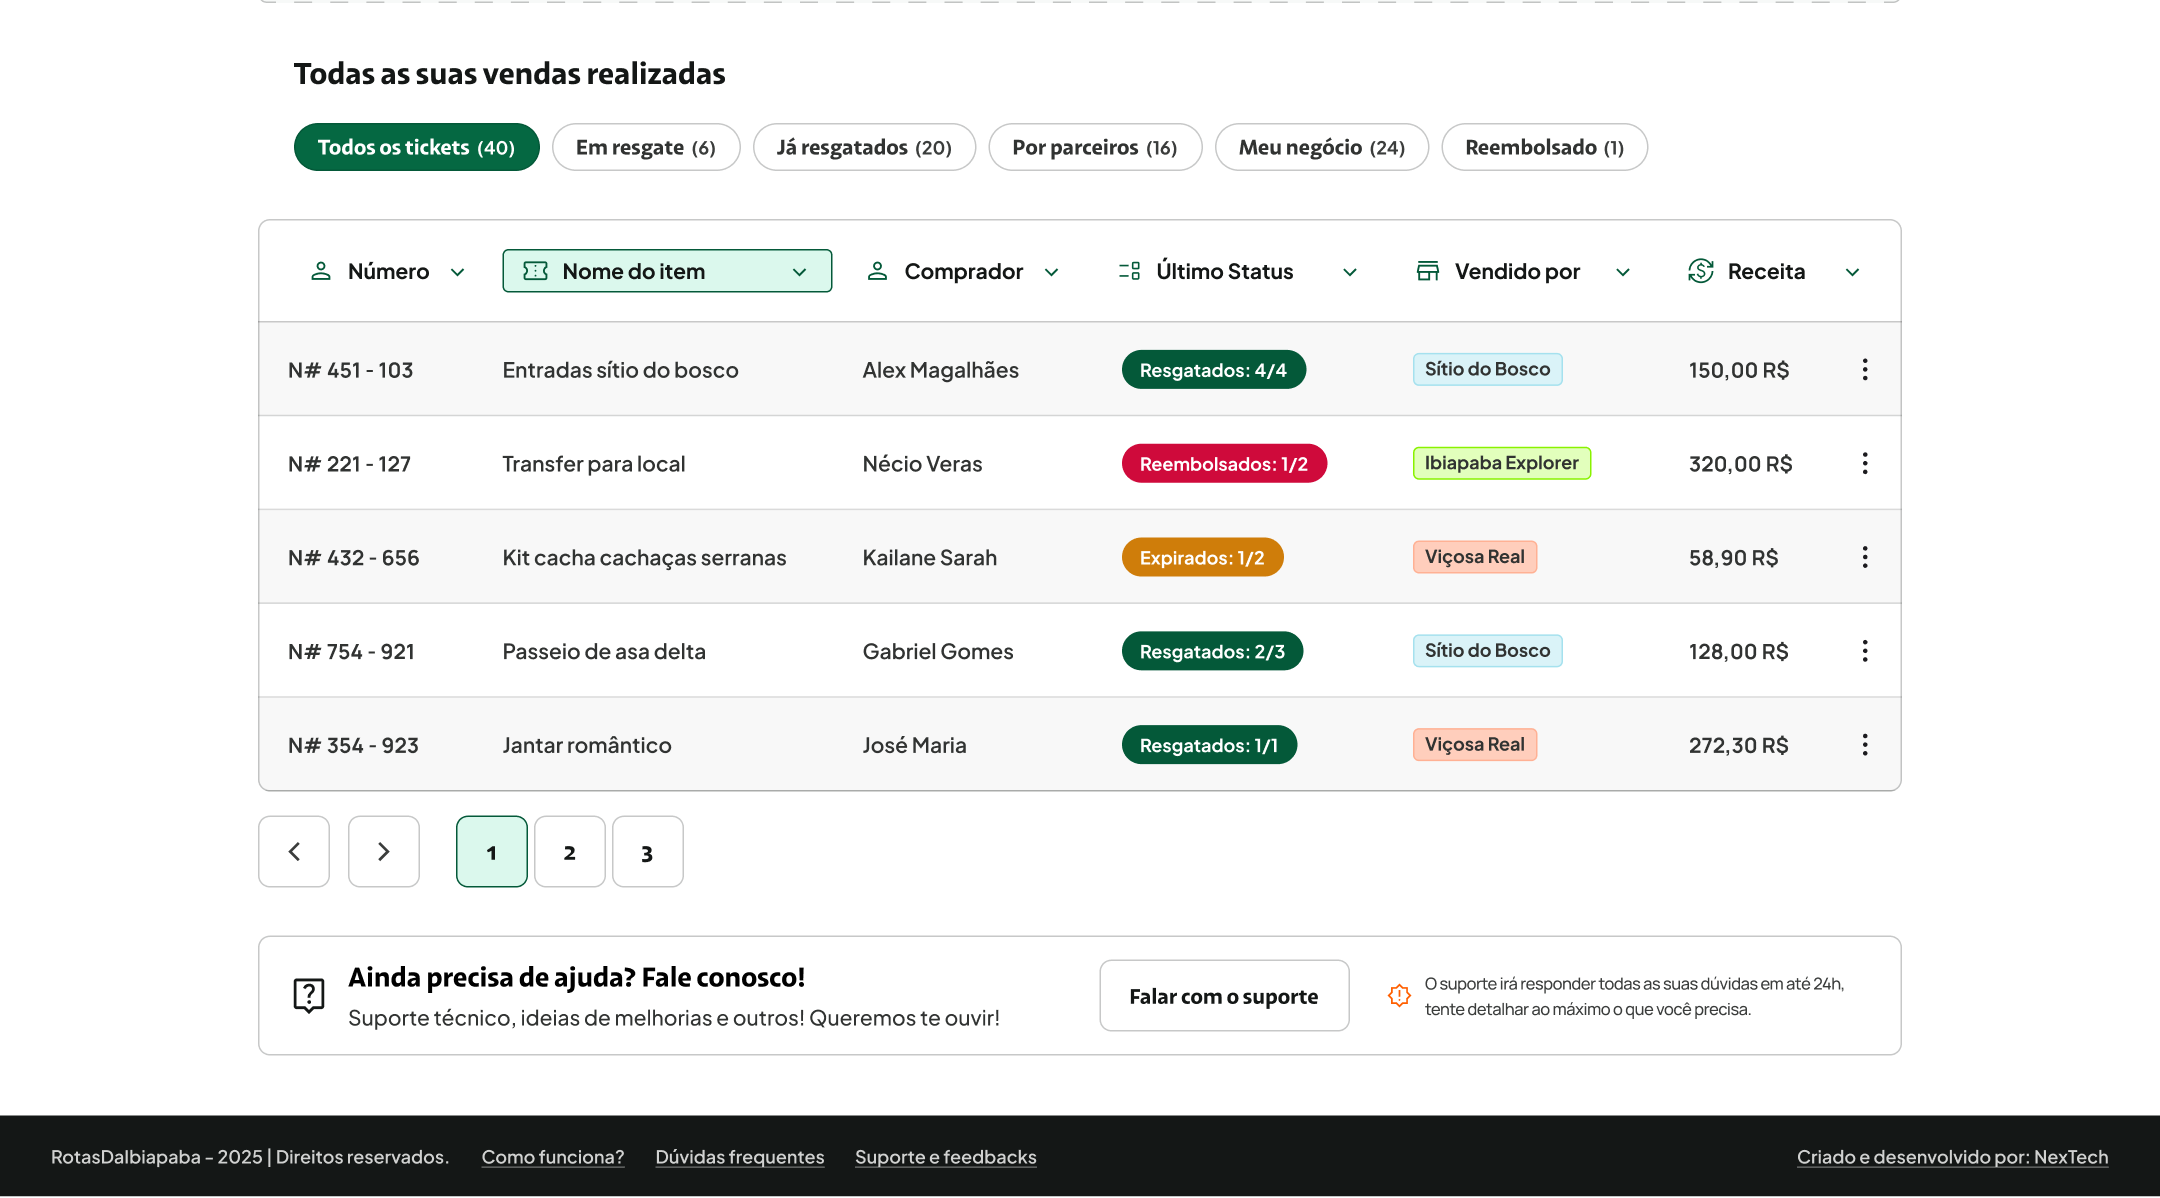 Todas as suas vendas realizadas
Todos os tickets (40) Em resgate (6) Já resgatados (20) Por parceiros (16) Meu negócio (24) Reembolsado (1)
Número Nome do item Comprador Último Status Vendido por Receita
N# 451 - 103 Entradas sítio do bosco Alex Magalhães Resgatados: 4/4 Sítio do Bosco 150,00 R$
N# 221 - 127 Transfer para local Nécio Veras Reembolsados: 1/2 Ibiapaba Explorer 320,00 R$
N# 432 - 656 Kit cacha cachaças serranas Kailane Sarah Expirados: 1/2 Viçosa Real 58,90 R$
N# 754 - 921 Passeio de asa delta Gabriel Gomes Resgatados: 2/3 Sítio do Bosco 128,00 R$
N# 354 - 923 Jantar romântico José Maria Resgatados: 1/1 Viçosa Real 272,30 R$
1 2 3
Ainda precisa de ajuda? Fale conosco!
Suporte técnico, ideias de melhorias e outros! Queremos te ouvir!
Falar com o suporte
O suporte irá responder todas as suas dúvidas em até 24h,
tente detalhar ao máximo o que você precisa.
RotasDaIbiapaba - 2025 | Direitos reservados. Como funciona? Dúvidas frequentes Suporte e feedbacks Criado e desenvolvido por: NexTech